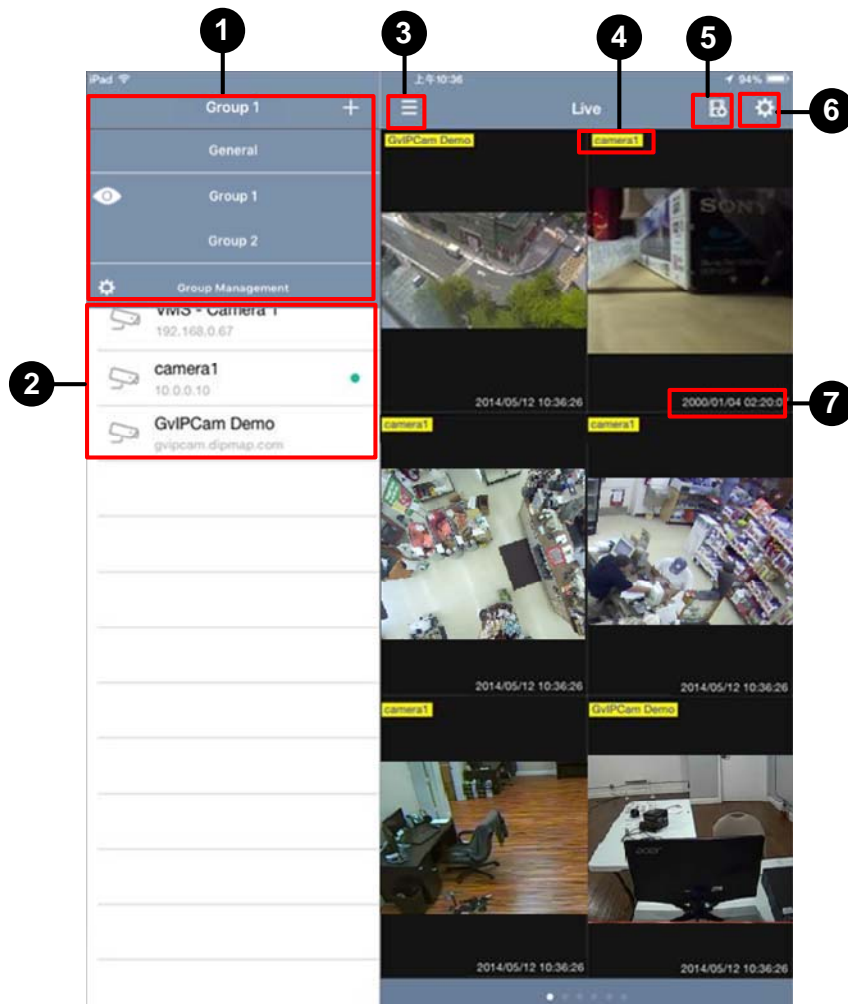 1
3
4
5
iPad
上午10:36
94%
Group 1 +
Live
6
General
Group 1
Group 2
Group Management
2
VMS - Camera 1
192.168.0.67
camera1
10.0.0.10
GvIPCam Demo
gvipcam.dipmap.com
GvIPCam Demo
camera1
SONY
2014/05/12 10:36:26
2000/01/04 02:20:0
7
camera1
camera1
2014/05/12 10:36:26
2014/05/12 10:36:26
camera1
GvIPCam Demo
acer
2014/05/12 10:36:26
2014/05/12 10:36:26